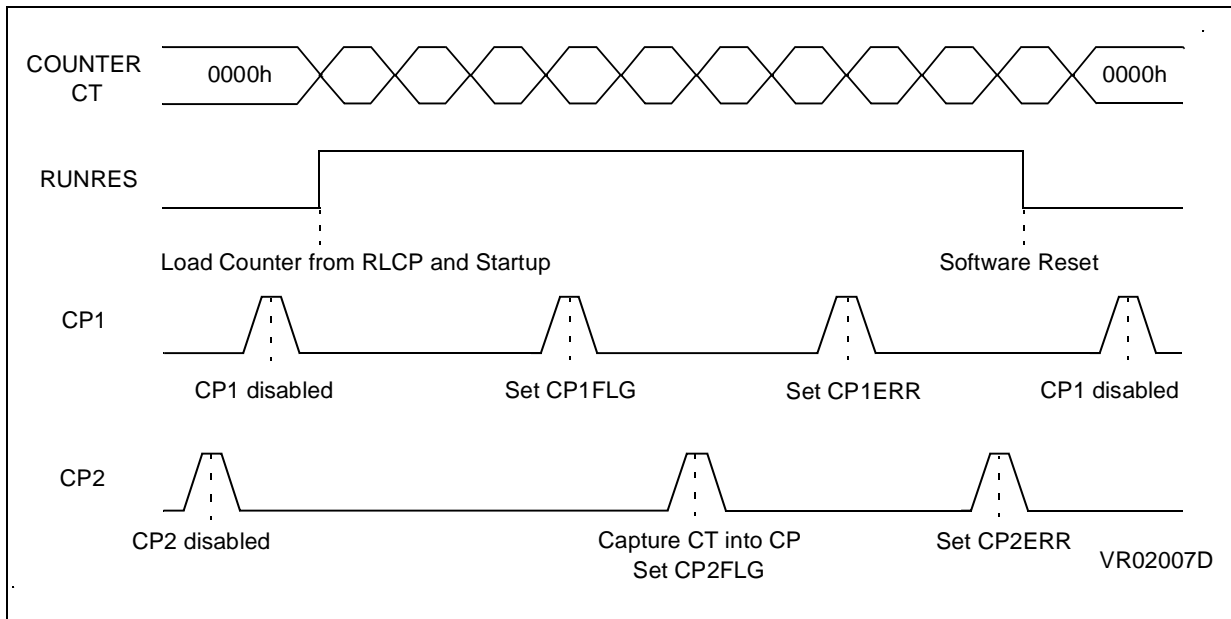 COUNTER
CT
0000h
0000h
RUNRES
Load Counter from RLCP and Startup
Software Reset
CP1
CP1 disabled
Set CP1FLG
Set CP1ERR
CP1 disabled
CP2
CP2 disabled
Capture CT into CP
Set CP2FLG
Set CP2ERR
VR02007D